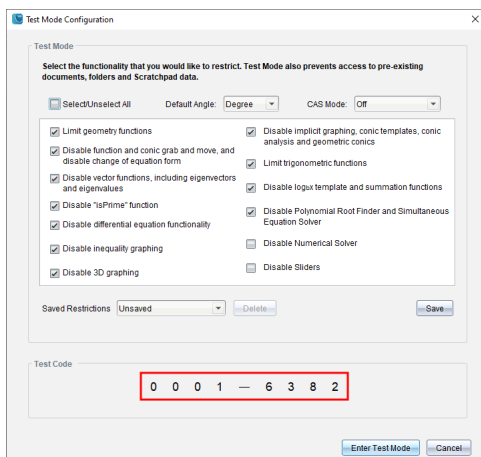 Test Mode Configuration
Test Mode
Select the functionality that you would like to restrict. Test Mode also prevents access to pre-existing
documents, folders and Scratchpad data.
Select/Unselect All Default Angle: Degree CAS Mode: Off
Limit geometry functions
Disable function and conic grab and move, and
disable change of equation form
Disable vector functions, including eigenvectors
and eigenvalues
Disable "isPrime" function
Disable differential equation functionality
Disable inequality graphing
Disable 3D graphing
Disable implicit graphing, conic templates, conic
analysis and geometric conics
Limit trigonometric functions
Disable logbx template and summation functions
Disable Polynomial Root Finder and Simultaneous
Equation Solver
Disable Numerical Solver
Disable Sliders
Saved Restrictions Unsaved Delete Save
Test Code
0 0 0 1 — 6 3 8 2
Enter Test Mode Cancel